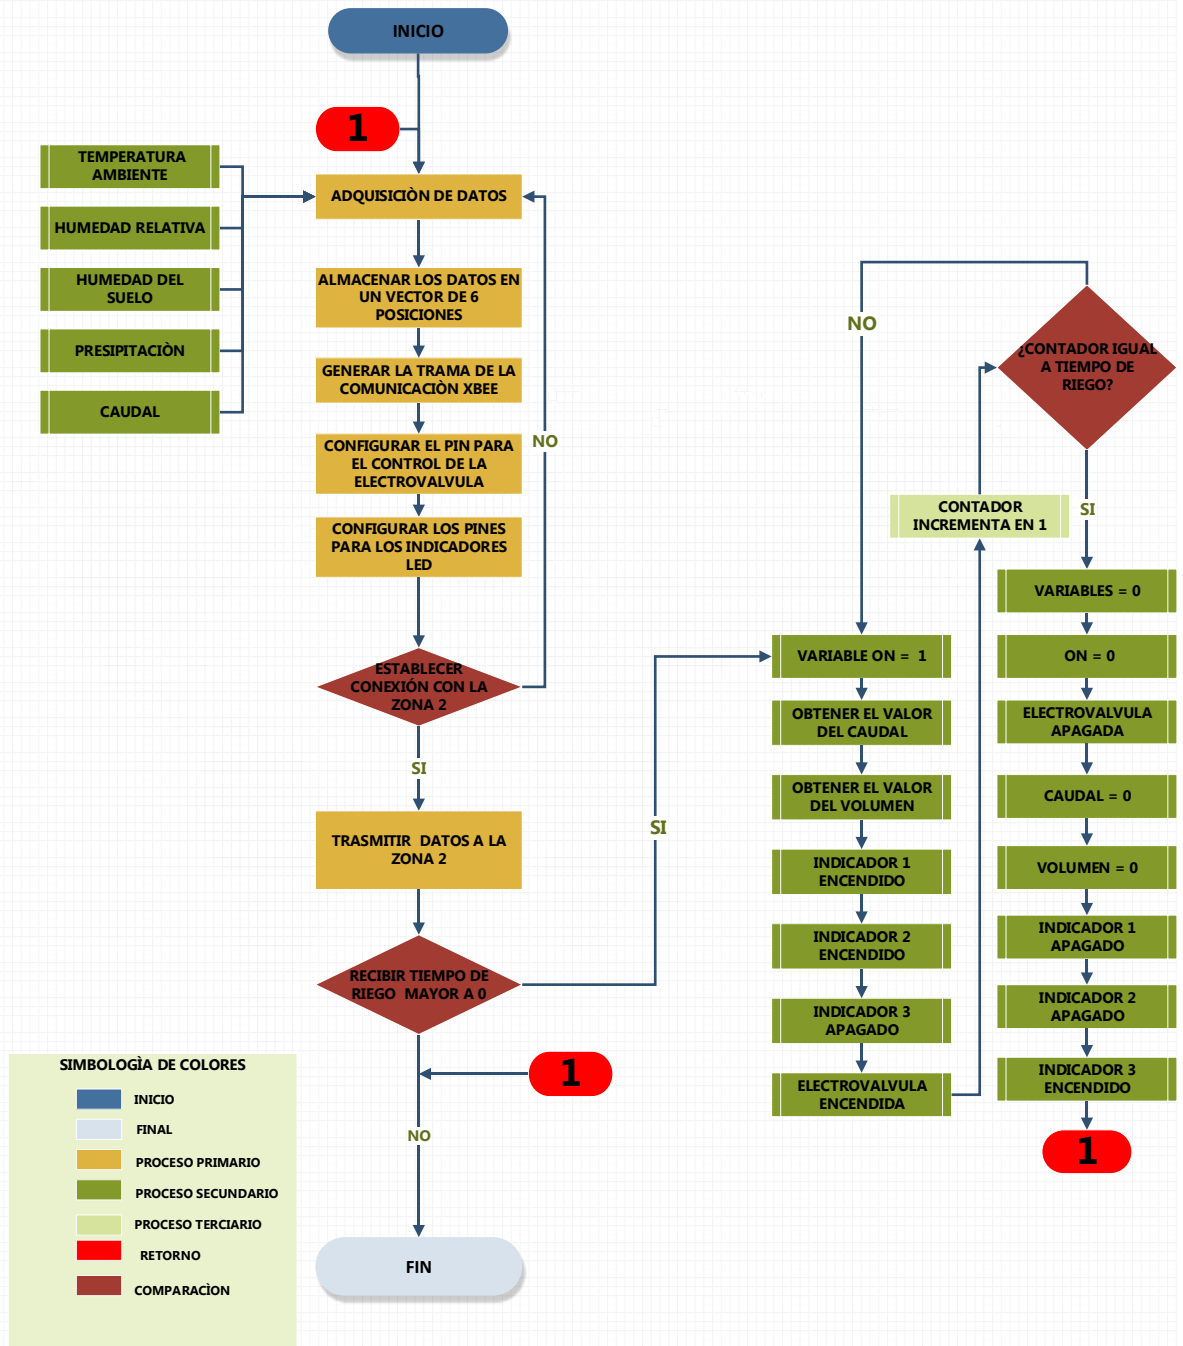 INICIO
1
TEMPERATURA
AMBIENTE
HUMEDAD RELATIVA
HUMEDAD DEL
SUELO
PRESIPITACIÒN
CAUDAL
ADQUISICIÒN DE DATOS
ALMACENAR LOS DATOS EN
UN VECTOR DE 6
POSICIONES
GENERAR LA TRAMA DE LA
COMUNICACIÒN XBEE
CONFIGURAR EL PIN PARA
EL CONTROL DE LA
ELECTROVALVULA
CONFIGURAR LOS PINES
PARA LOS INDICADORES
LED
NO
ESTABLECER
CONEXIÓN CON LA
ZONA 2
SI
TRASMITIR DATOS A LA
ZONA 2
RECIBIR TIEMPO DE
RIEGO MAYOR A 0
SI
1
NO
FIN
NO
VARIABLE ON = 1
OBTENER EL VALOR
DEL CAUDAL
OBTENER EL VALOR
DEL VOLUMEN
INDICADOR 1
ENCENDIDO
INDICADOR 2
ENCENDIDO
INDICADOR 3
APAGADO
ELECTROVALVULA
ENCENDIDA
CONTADOR
INCREMENTA EN 1
¿CONTADOR IGUAL
A TIEMPO DE
RIEGO?
SI
VARIABLES = 0
ON = 0
ELECTROVALVULA
APAGADA
CAUDAL = 0
VOLUMEN = 0
INDICADOR 1
APAGADO
INDICADOR 2
APAGADO
INDICADOR 3
ENCENDIDO
1
SIMBOLOGÌA DE COLORES
INICIO
FINAL
PROCESO PRIMARIO
PROCESO SECUNDARIO
PROCESO TERCIARIO
RETORNO
COMPARACÌON